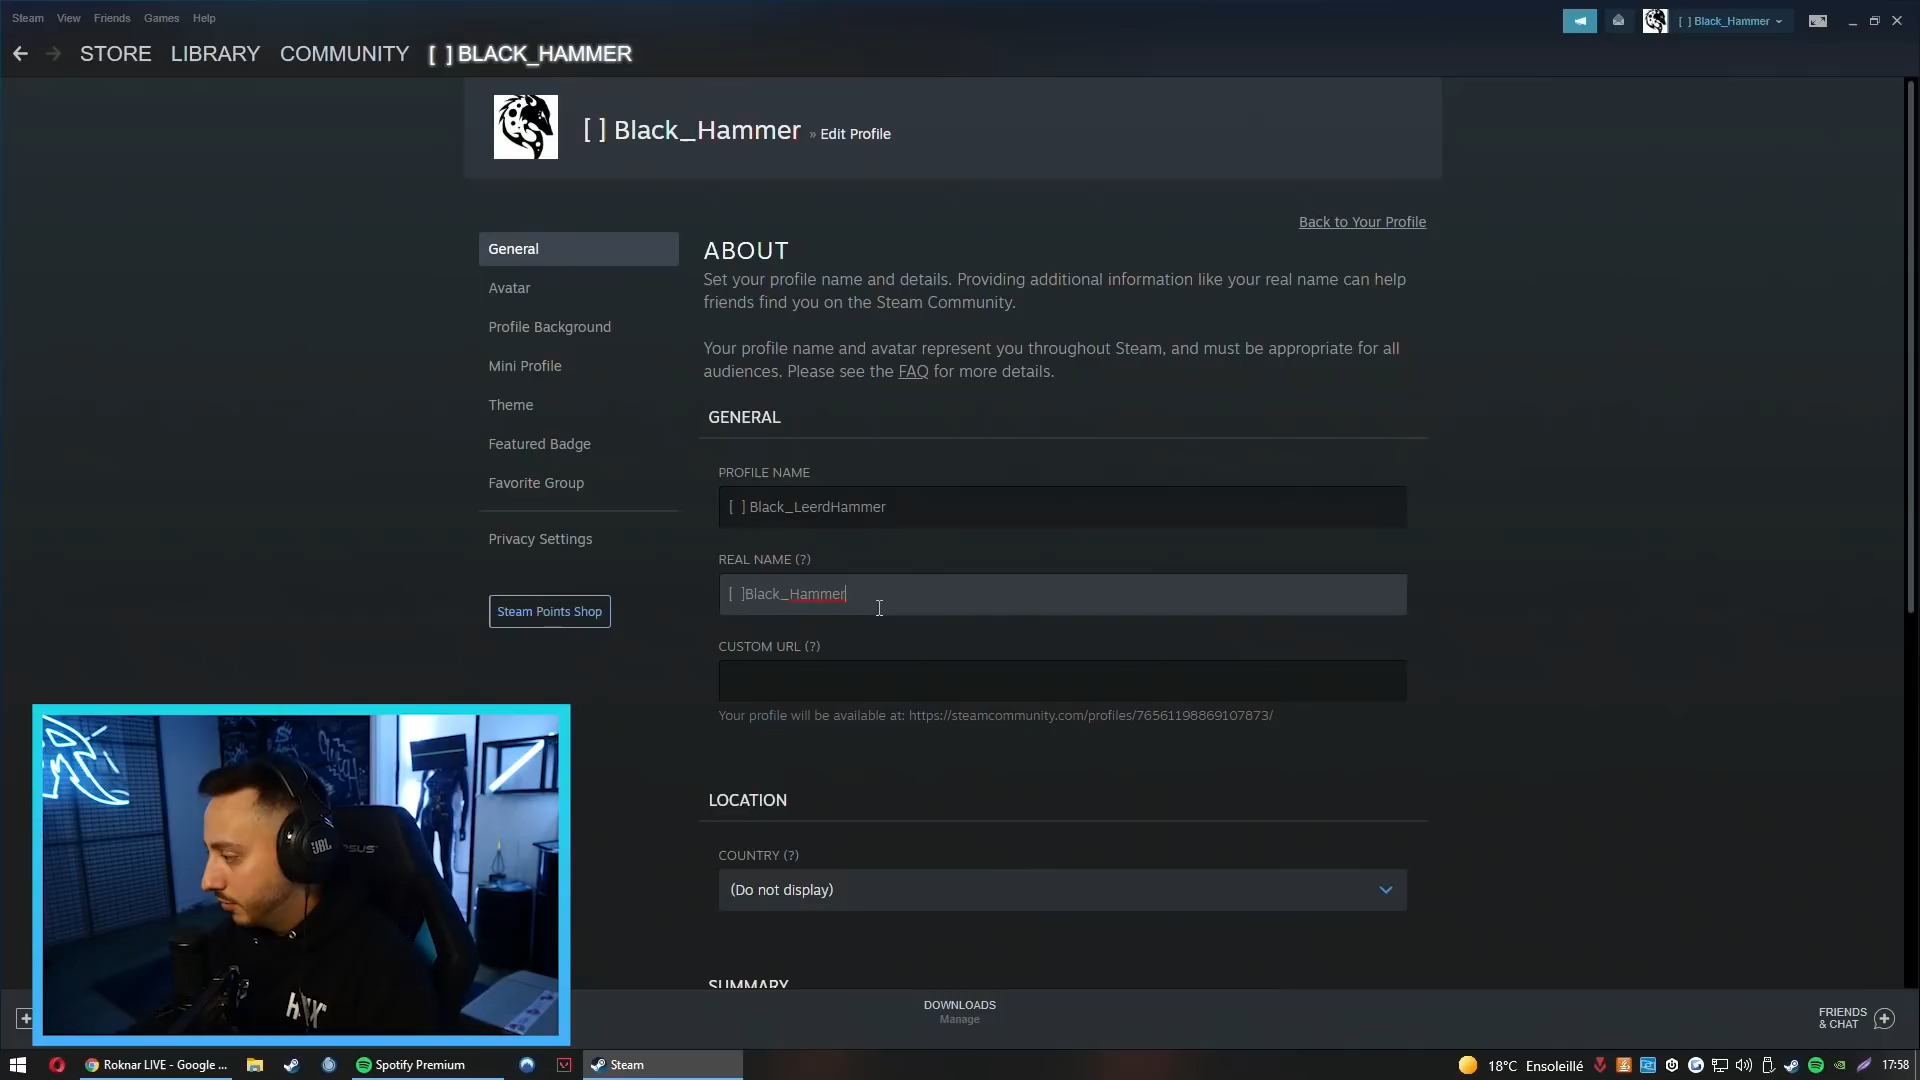 Steam View Friends Games Help
[ ] Black_Hammer
STORE LIBRARY COMMUNITY [ ] BLACK_HAMMER
[ ] Black_Hammer » Edit Profile
Back to Your Profile
General
Avatar
Profile Background
Mini Profile
Theme
Featured Badge
Favorite Group
Privacy Settings
Steam Points Shop
ABOUT
Set your profile name and details. Providing additional information like your real name can help
friends find you on the Steam Community.
Your profile name and avatar represent you throughout Steam, and must be appropriate for all
audiences. Please see the FAQ for more details.
GENERAL
PROFILE NAME
[ ] Black_LeerdHammer
REAL NAME (?)
[ ]Black_Hammer
CUSTOM URL (?)
Your profile will be available at: https://steamcommunity.com/profiles/76561198869107873/
LOCATION
COUNTRY (?)
(Do not display)
SUMMARY
JBL
DOWNLOADS
Manage
FRIENDS
& CHAT
Roknar LIVE - Google ...
Spotify Premium
Steam
18°C Ensoleillé
17:58